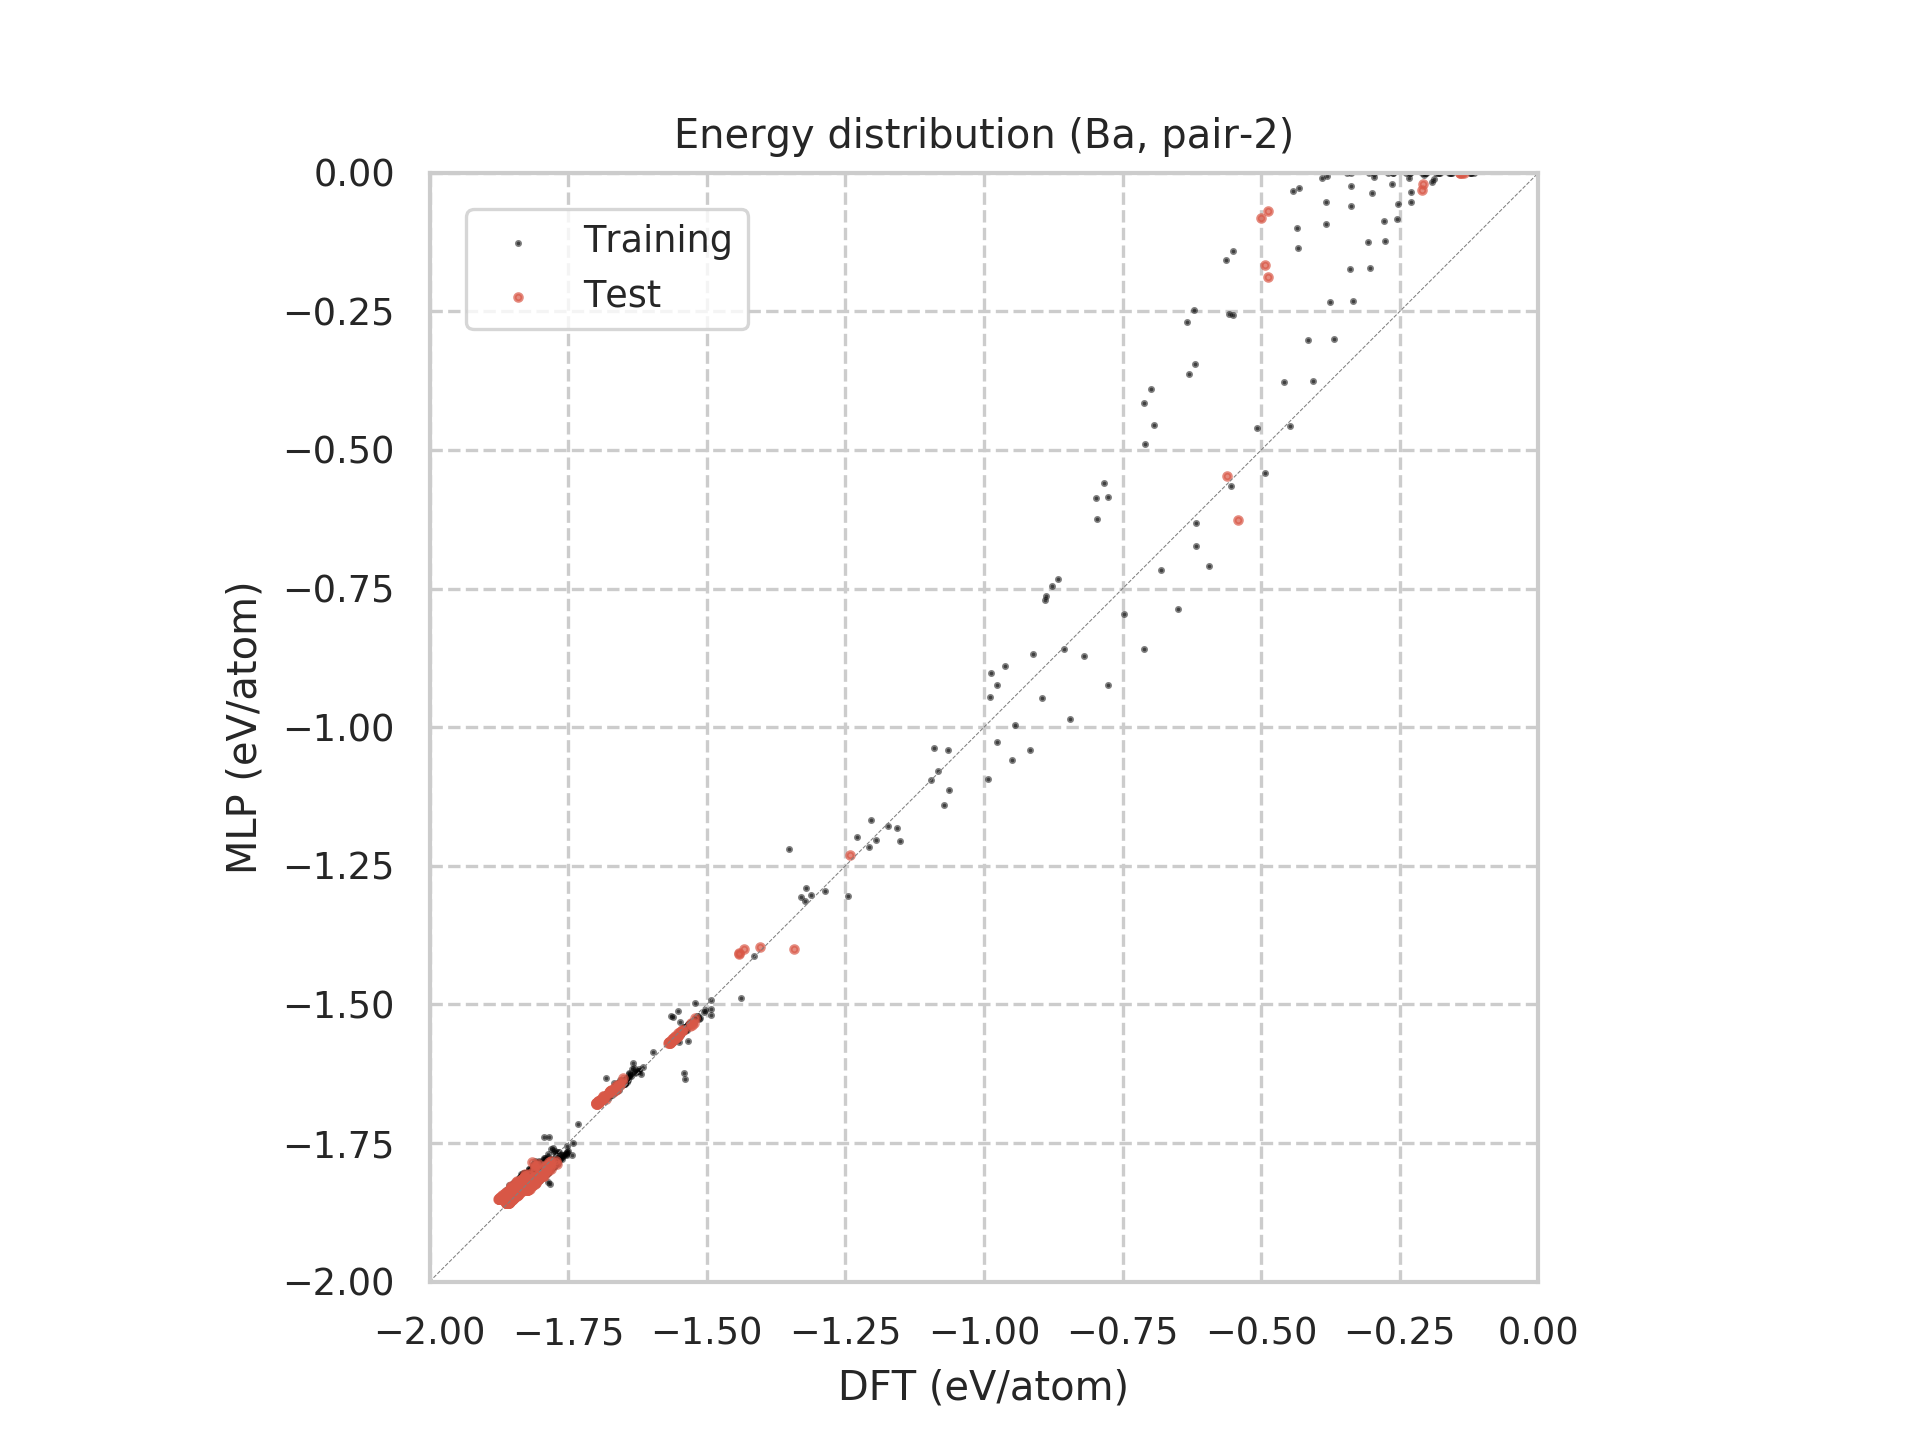 Energy distribution (Ba, pair-2)
0.00
−0.25
−0.50
−0.75
−1.00
−1.25
−1.50
−1.75
−2.00
MLP (eV/atom)
Training
Test
−2.00 −1.75 −1.50 −1.25 −1.00 −0.75 −0.50 −0.25 0.00
DFT (eV/atom)